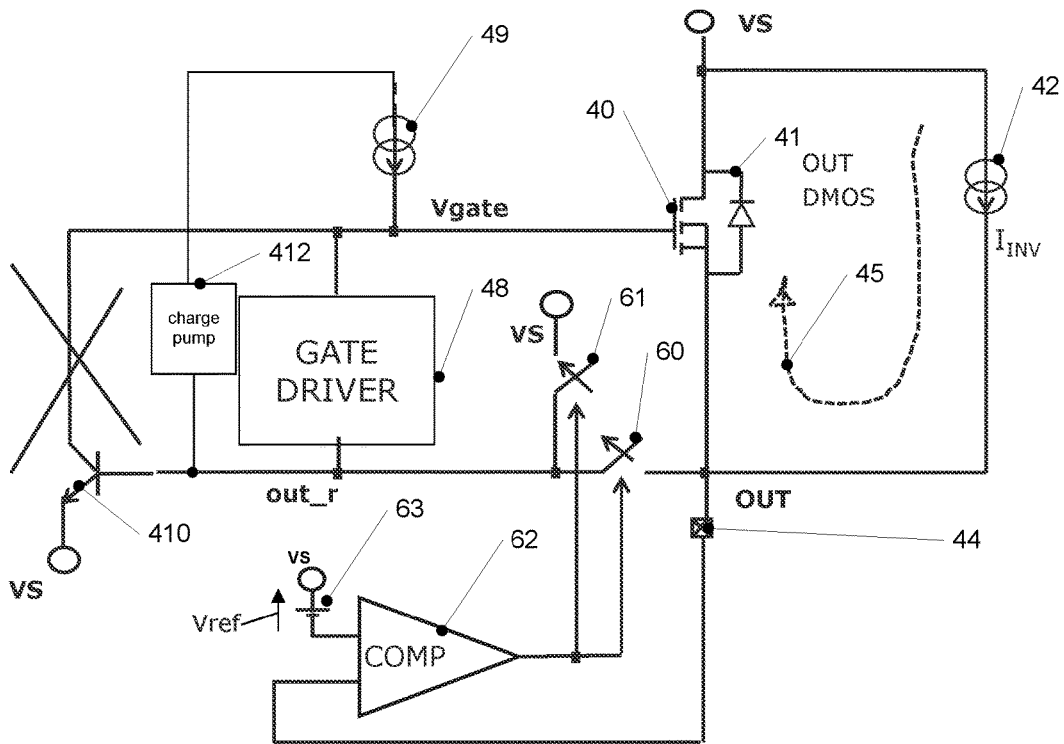 49
VS
42
40
41
OUT
DMOS
Vgate
412
I_INV
charge
pump
48
61
GATE
DRIVER
VS
60
45
out_r
OUT
410
63
62
44
VS
vs
Vref
COMP